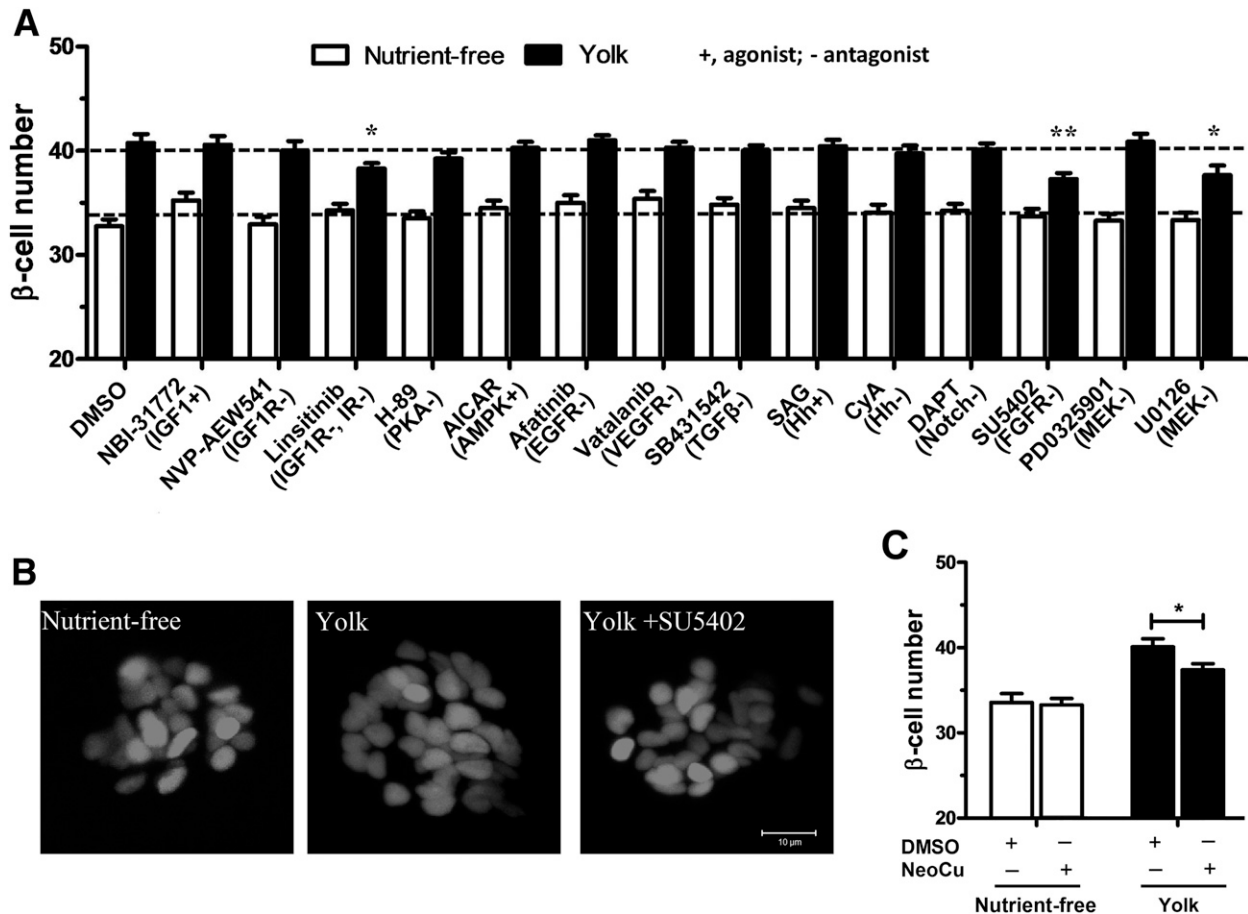 A
Nutrient-free Yolk +, agonist; - antagonist
β-cell number
50
40
30
20
*
**
*
DMSO
NBI-31772
(IGF1+)
NVP-AEW541
(IGF1R-)
Linsitinib
(IGF1R-, IR-)
H-89
(PKA-)
AICAR
(AMPK+)
Afatinib
(EGFR-)
Vatalanib
(VEGFR-)
SB431542
(TGFβ-)
SAG
(Hh+)
CyA
(Hh-)
DAPT
(Notch-)
SU5402
(FGFR-)
PD0325901
(MEK-)
U0126
(MEK-)
B
Nutrient-free
Yolk
Yolk +SU5402
10 µm
C
β-cell number
50
40
30
20
*
DMSO + – + –
NeoCu – + – +
Nutrient-free Yolk